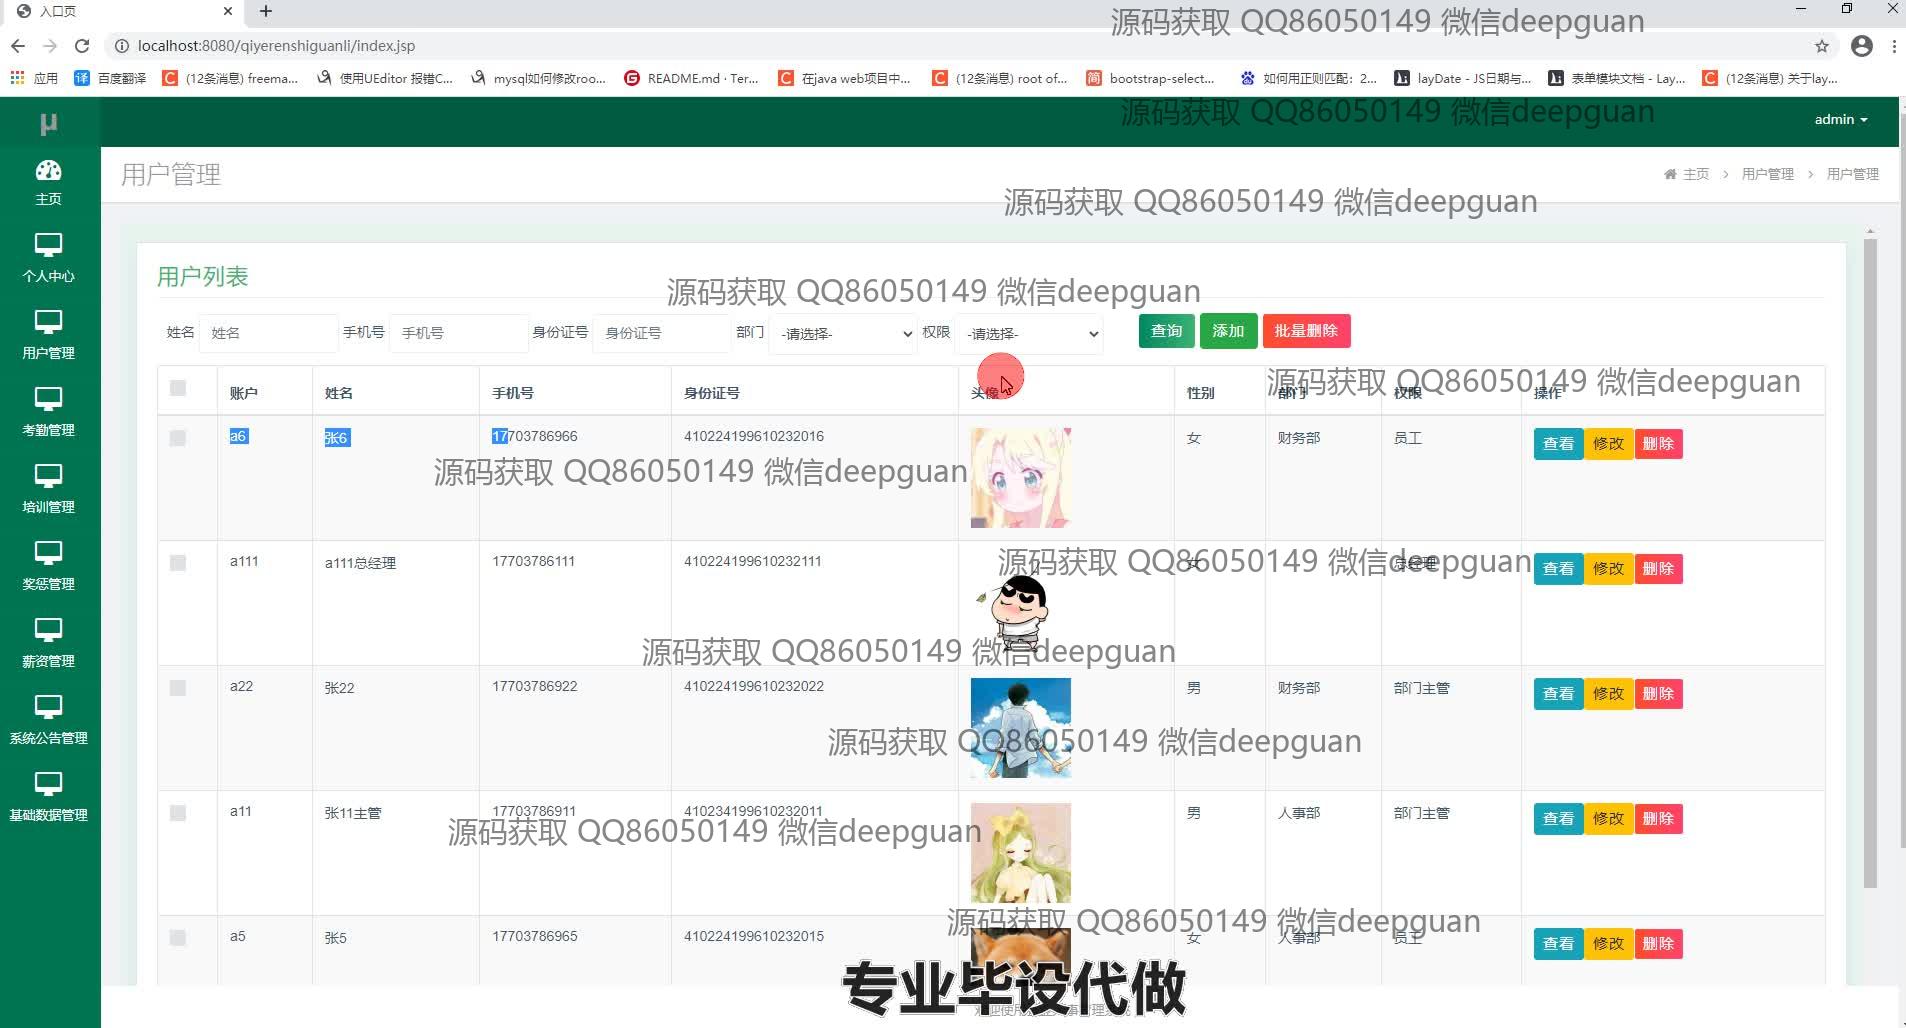 入口页
源码获取 QQ86050149 微信deepguan
localhost:8080/qiyerenshiguanli/index.jsp
应用 百度翻译 (12条消息) freema... 使用UEditor 报错C... mysql如何修改roo... README.md · Ter... 在java web项目中... (12条消息) root of... bootstrap-select... 如何用正则匹配：2... layDate - JS日期与... 表单模块文档 - Lay... (12条消息) 关于lay...
源码获取 QQ86050149 微信deepguan
μ
admin
主页
用户管理
主页 > 用户管理 > 用户管理
源码获取 QQ86050149 微信deepguan
个人中心
用户列表
源码获取 QQ86050149 微信deepguan
姓名 姓名 手机号 手机号 身份证号 身份证号 部门 -请选择- 权限 -请选择- 查询 添加 批量删除
用户管理
源码获取 QQ86050149 微信deepguan
账户 姓名 手机号 身份证号 头像 性别 部门 权限 操作
考勤管理
a6 张6 17703786966 410224199610232016 女 财务部 员工 查看 修改 删除
源码获取 QQ86050149 微信deepguan
培训管理
a111 a111总经理 17703786111 410224199610232111 女 总经理 查看 修改 删除
源码获取 QQ86050149 微信deepguan
奖惩管理
源码获取 QQ86050149 微信deepguan
薪资管理
a22 张22 17703786922 410224199610232022 男 财务部 部门主管 查看 修改 删除
系统公告管理
源码获取 QQ86050149 微信deepguan
a11 张11主管 17703786911 410234199610232011 男 人事部 部门主管 查看 修改 删除
基础数据管理
源码获取 QQ86050149 微信deepguan
源码获取 QQ86050149 微信deepguan
a5 张5 17703786965 410224199610232015 女 人事部 员工 查看 修改 删除
专业毕设代做